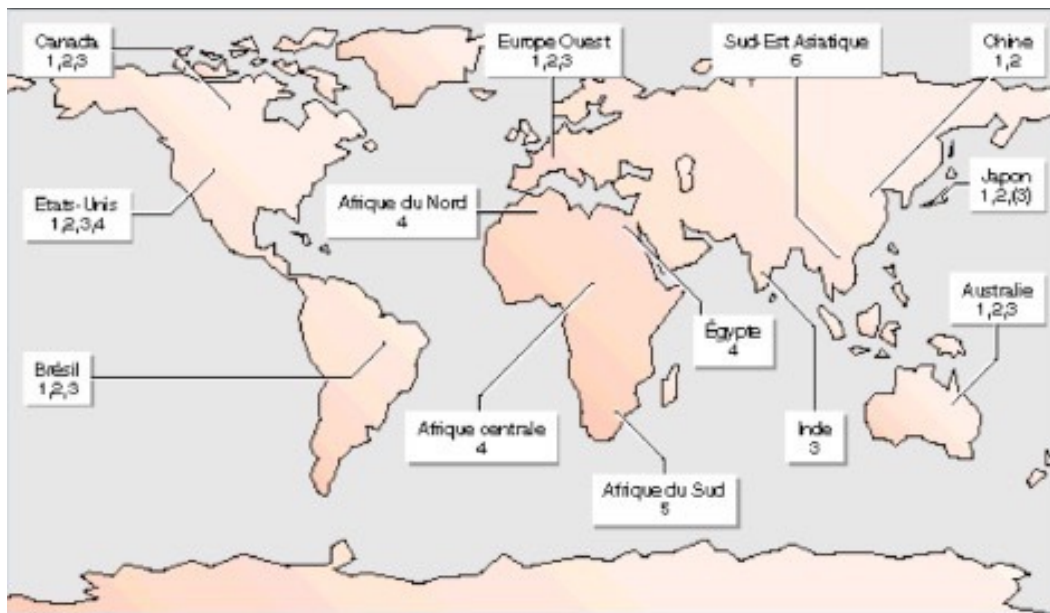 Canada
1,2,3
Europe Ouest
1,2,3
Sud-Est Asiatique
6
Chine
1,2
Etats-Unis
1,2,3,4
Afrique du Nord
4
Japon
1,2,(3)
Australie
1,2,3
Égypte
4
Brésil
1,2,3
Afrique centrale
4
Inde
3
Afrique du Sud
5